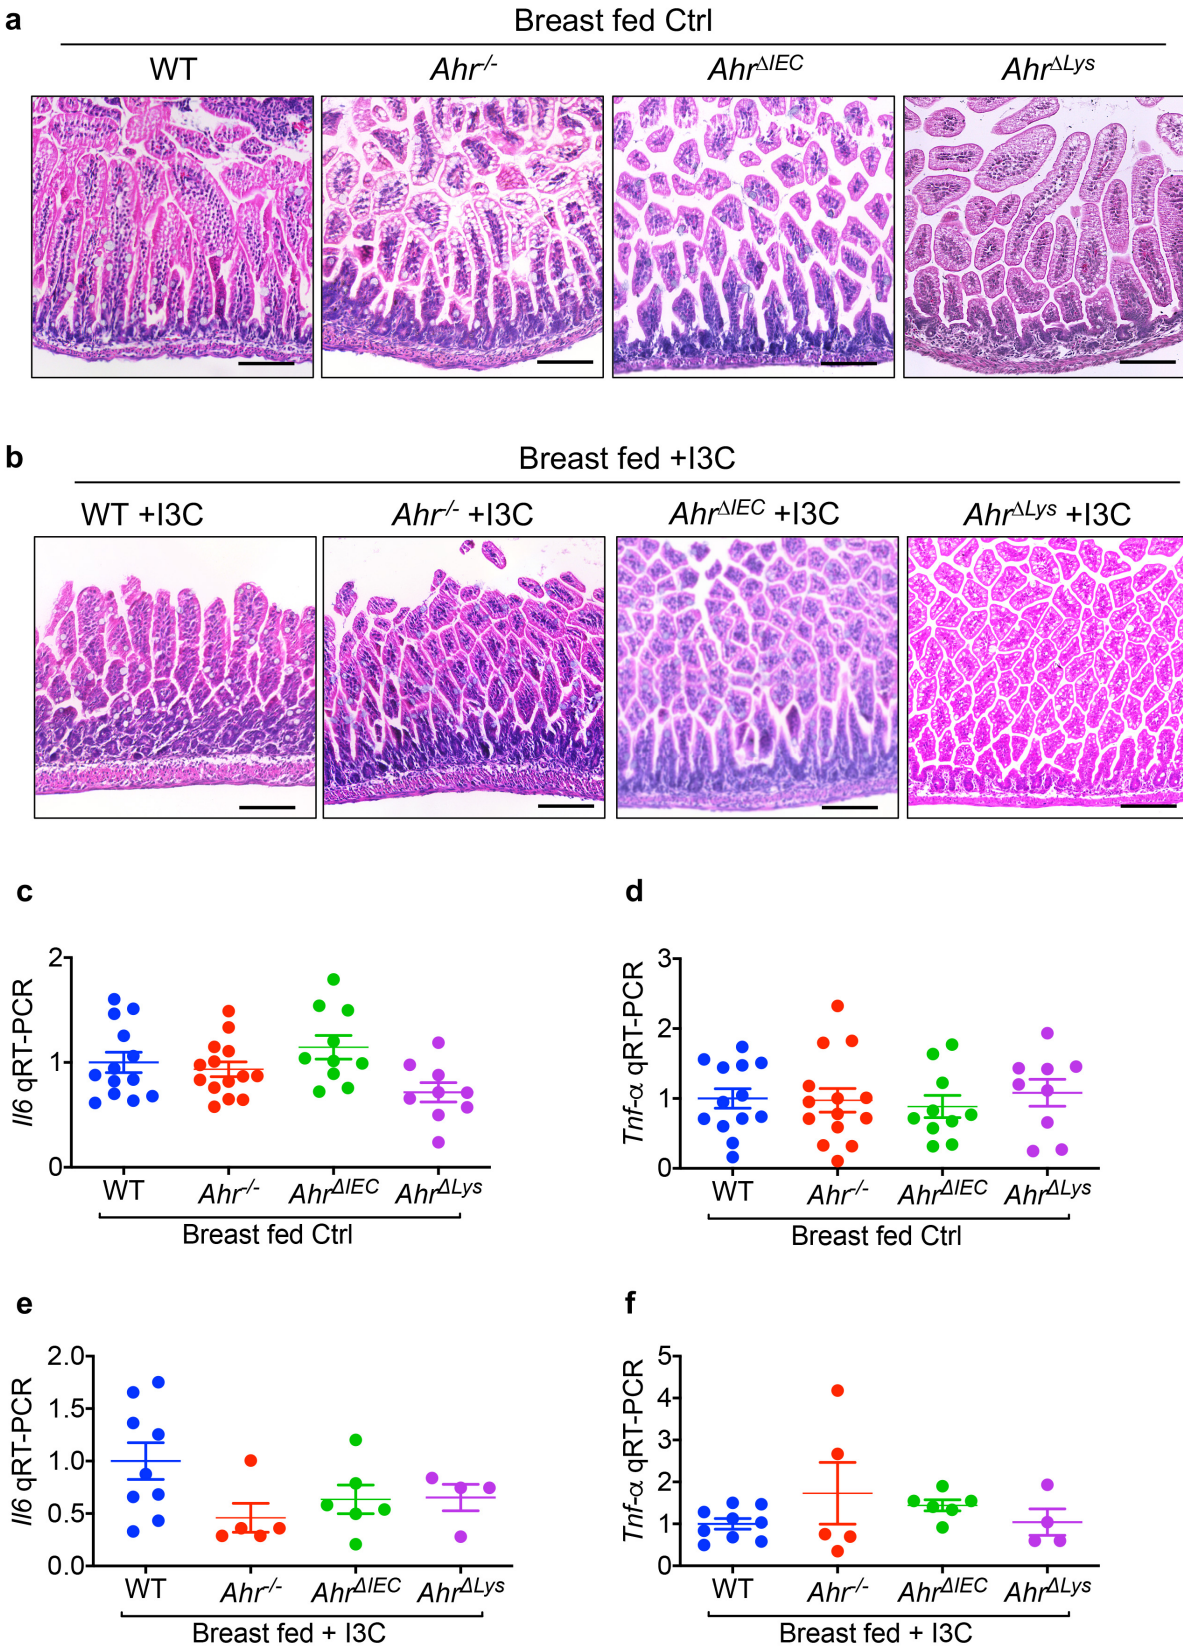 a
Breast fed Ctrl
WT Ahr-/- AhrΔIEC AhrΔLys
b
Breast fed +I3C
WT +I3C Ahr-/- +I3C AhrΔIEC +I3C AhrΔLys +I3C
c
Il6 qRT-PCR
2
1
0
WT Ahr-/- AhrΔIEC AhrΔLys
Breast fed Ctrl
d
Tnf-α qRT-PCR
3
2
1
0
WT Ahr-/- AhrΔIEC AhrΔLys
Breast fed Ctrl
e
Il6 qRT-PCR
2.0
1.5
1.0
0.5
0.0
WT Ahr-/- AhrΔIEC AhrΔLys
Breast fed + I3C
f
Tnf-α qRT-PCR
5
4
3
2
1
0
WT Ahr-/- AhrΔIEC AhrΔLys
Breast fed + I3C